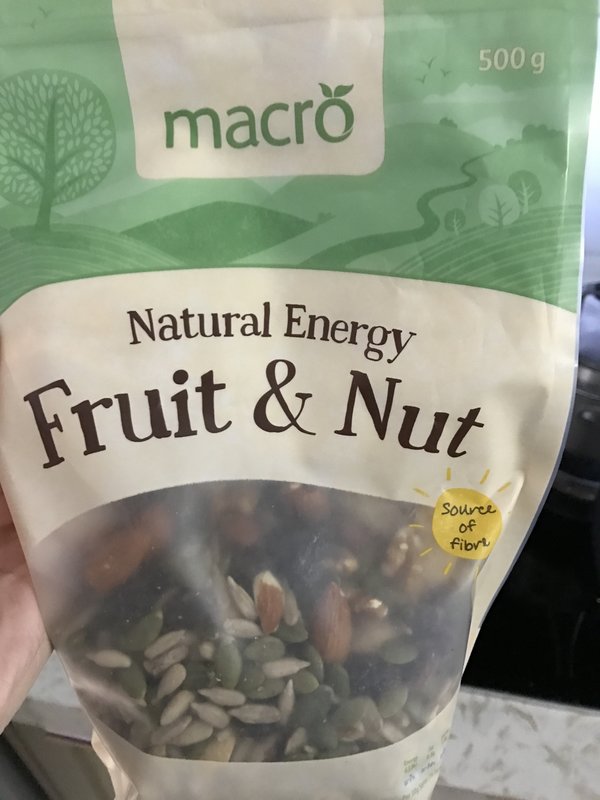 500 g
macro
Natural Energy
Fruit & Nut
Source
of
fibre